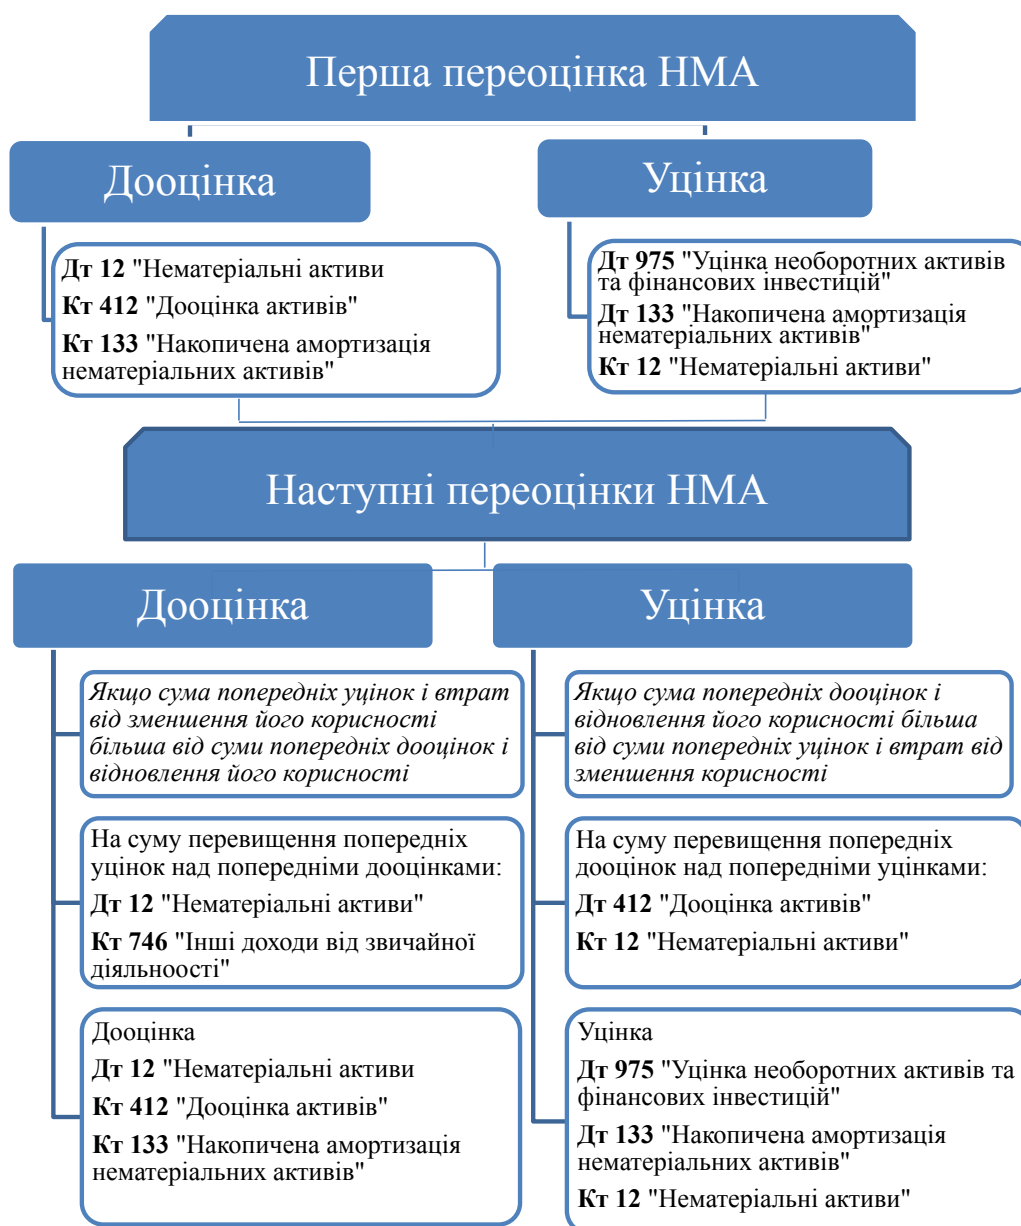 Перша переоцінка НМА
Дооцінка
Дт 12 "Нематеріальні активи
Кт 412 "Дооцінка активів"
Кт 133 "Накопичена амортизація
нематеріальних активів"
Уцінка
Дт 975 "Уцінка необоротних активів
та фінансових інвестицій"
Дт 133 "Накопичена амортизація
нематеріальних активів"
Кт 12 "Нематеріальні активи"
Наступні переоцінки НМА
Дооцінка
Якщо сума попередніх уцінок і втрат
від зменшення його корисності
більша від суми попередніх дооцінок і
відновлення його корисності
На суму перевищення попередніх
уцінок над попередніми дооцінками:
Дт 12 "Нематеріальні активи"
Кт 746 "Інші доходи від звичайної
діяльноості"
Дооцінка
Дт 12 "Нематеріальні активи
Кт 412 "Дооцінка активів"
Кт 133 "Накопичена амортизація
нематеріальних активів"
Уцінка
Якщо сума попередніх дооцінок і
відновлення його корисності більша
від суми попередніх уцінок і втрат від
зменшення корисності
На суму перевищення попередніх
дооцінок над попередніми уцінками:
Дт 412 "Дооцінка активів"
Кт 12 "Нематеріальні активи"
Уцінка
Дт 975 "Уцінка необоротних активів та
фінансових інвестицій"
Дт 133 "Накопичена амортизація
нематеріальних активів"
Кт 12 "Нематеріальні активи"